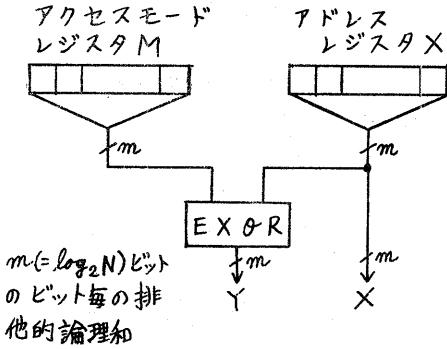 アクセスモード
レジスタM
アドレス
レジスタX
m
m
EXOR
m
m
Y
X
m(=log₂N)ビット
のビット毎の排
他的論理和